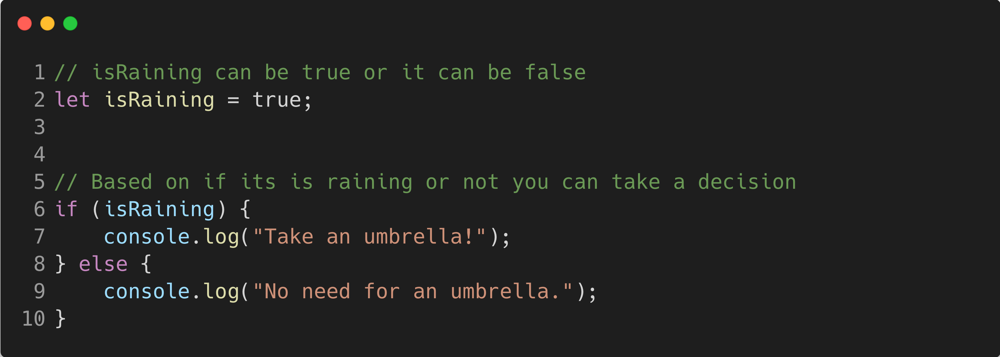 1 // isRaining can be true or it can be false
2 let isRaining = true;
3
4
5 // Based on if its is raining or not you can take a decision
6 if (isRaining) {
7     console.log("Take an umbrella!");
8 } else {
9     console.log("No need for an umbrella.");
10 }